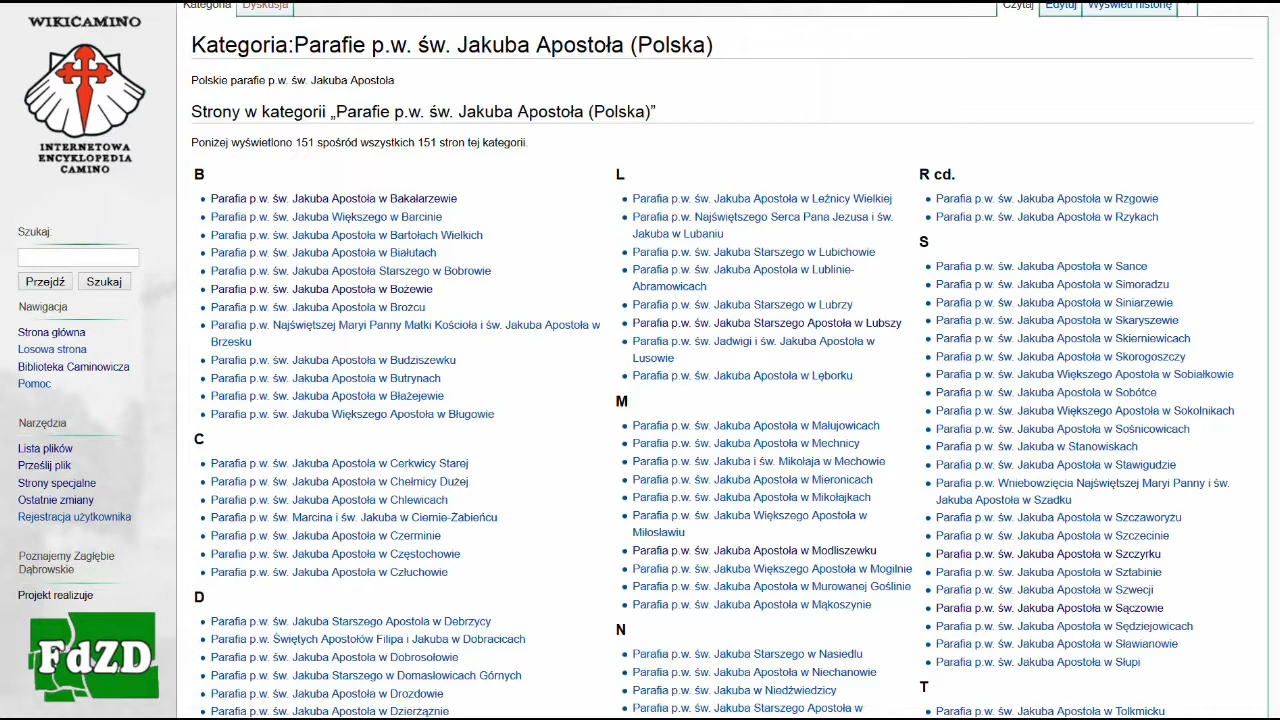 WIKICAMINO
INTERNETOWA
ENCYKLOPEDIA
CAMINO
Szukaj:
Przejdź Szukaj
Nawigacja
Strona główna
Losowa strona
Biblioteka Caminowicza
Pomoc
Narzędzia
Lista plików
Prześlij plik
Strony specjalne
Ostatnie zmiany
Rejestracja użytkownika
Poznajemy Zagłębie
Dąbrowskie
Projekt realizuje
FdZD
Kategoria Dyskusja Czytaj Edytuj Wyświetl historię
Kategoria:Parafie p.w. św. Jakuba Apostoła (Polska)
Polskie parafie p.w. św. Jakuba Apostoła
Strony w kategorii „Parafie p.w. św. Jakuba Apostoła (Polska)”
Poniżej wyświetlono 151 spośród wszystkich 151 stron tej kategorii.
B
Parafia p.w. św. Jakuba Apostoła w Bakałarzewie
Parafia p.w. św. Jakuba Większego w Barcinie
Parafia p.w. św. Jakuba Apostoła w Bartołach Wielkich
Parafia p.w. św. Jakuba Apostoła w Białutach
Parafia p.w. św. Jakuba Apostoła Starszego w Bobrowie
Parafia p.w. św. Jakuba Apostoła w Bożewie
Parafia p.w. św. Jakuba Apostoła w Brozcu
Parafia p.w. Najświętszej Maryi Panny Matki Kościoła i św. Jakuba Apostoła w
Brzesku
Parafia p.w. św. Jakuba Apostoła w Budziszewku
Parafia p.w. św. Jakuba Apostoła w Butrynach
Parafia p.w. św. Jakuba Apostoła w Błażejewie
Parafia p.w. św. Jakuba Większego Apostoła w Bługowie
C
Parafia p.w. św. Jakuba Apostoła w Cerkwicy Starej
Parafia p.w. św. Jakuba Apostoła w Chełmicy Dużej
Parafia p.w. św. Jakuba Apostoła w Chlewicach
Parafia p.w. św. Marcina i św. Jakuba w Ciernie-Zabieńcu
Parafia p.w. św. Jakuba Apostoła w Czerminie
Parafia p.w. św. Jakuba Apostoła w Częstochowie
Parafia p.w. św. Jakuba Apostoła w Człuchowie
D
Parafia p.w. św. Jakuba Starszego Apostoła w Debrzycy
Parafia p.w. Świętych Apostołów Filipa i Jakuba w Dobracicach
Parafia p.w. św. Jakuba Apostoła w Dobrosołowie
Parafia p.w. św. Jakuba Starszego w Domasłowicach Górnych
Parafia p.w. św. Jakuba Apostoła w Drozdowie
Parafia p.w. św. Jakuba Apostoła w Dzierżąznie
L
Parafia p.w. św. Jakuba Apostoła w Leźnicy Wielkiej
Parafia p.w. Najświętszego Serca Pana Jezusa i św.
Jakuba w Lubaniu
Parafia p.w. św. Jakuba Starszego w Lubichowie
Parafia p.w. św. Jakuba Apostoła w Lublinie-
Abramowicach
Parafia p.w. św. Jakuba Starszego w Lubrzy
Parafia p.w. św. Jakuba Starszego Apostoła w Lubszy
Parafia p.w. św. Jadwigi i św. Jakuba Apostoła w
Lusowie
Parafia p.w. św. Jakuba Apostoła w Lęborku
M
Parafia p.w. św. Jakuba Apostoła w Małujowicach
Parafia p.w. św. Jakuba Apostoła w Mechnicy
Parafia p.w. św. Jakuba i św. Mikołaja w Mechowie
Parafia p.w. św. Jakuba Apostoła w Mieronicach
Parafia p.w. św. Jakuba Apostoła w Mikołajkach
Parafia p.w. św. Jakuba Większego Apostoła w
Miłosławiu
Parafia p.w. św. Jakuba Apostoła w Modliszewku
Parafia p.w. św. Jakuba Większego Apostoła w Mogilnie
Parafia p.w. św. Jakuba Apostoła w Murowanej Goślinie
Parafia p.w. św. Jakuba Apostoła w Mąkoszynie
N
Parafia p.w. św. Jakuba Starszego w Nasiedlu
Parafia p.w. św. Jakuba Apostoła w Niechanowie
Parafia p.w. św. Jakuba w Niedźwiedzicy
Parafia p.w. św. Jakuba Starszego Apostoła w
R cd.
Parafia p.w. św. Jakuba Apostoła w Rzgowie
Parafia p.w. św. Jakuba Apostoła w Rzykach
S
Parafia p.w. św. Jakuba Apostoła w Sance
Parafia p.w. św. Jakuba Apostoła w Simoradzu
Parafia p.w. św. Jakuba Apostoła w Siniarzewie
Parafia p.w. św. Jakuba Apostoła w Skaryszewie
Parafia p.w. św. Jakuba Apostoła w Skierniewicach
Parafia p.w. św. Jakuba Apostoła w Skorogoszczy
Parafia p.w. św. Jakuba Większego Apostoła w Sobiałkowie
Parafia p.w. św. Jakuba Apostoła w Sobótce
Parafia p.w. św. Jakuba Większego Apostoła w Sokolnikach
Parafia p.w. św. Jakuba Apostoła w Sośnicowicach
Parafia p.w. św. Jakuba w Stanowiskach
Parafia p.w. św. Jakuba Apostoła w Stawigudzie
Parafia p.w. Wniebowzięcia Najświętszej Maryi Panny i św.
Jakuba Apostoła w Szadku
Parafia p.w. św. Jakuba Apostoła w Szczaworyżu
Parafia p.w. św. Jakuba Apostoła w Szczecinie
Parafia p.w. św. Jakuba Apostoła w Szczyrku
Parafia p.w. św. Jakuba Apostoła w Sztabinie
Parafia p.w. św. Jakuba Apostoła w Szwecji
Parafia p.w. św. Jakuba Apostoła w Sączowie
Parafia p.w. św. Jakuba Apostoła w Sędziejowicach
Parafia p.w. św. Jakuba Apostoła w Sławianowie
Parafia p.w. św. Jakuba Apostoła w Słupi
T
Parafia p.w. św. Jakuba Apostoła w Tolkmicku